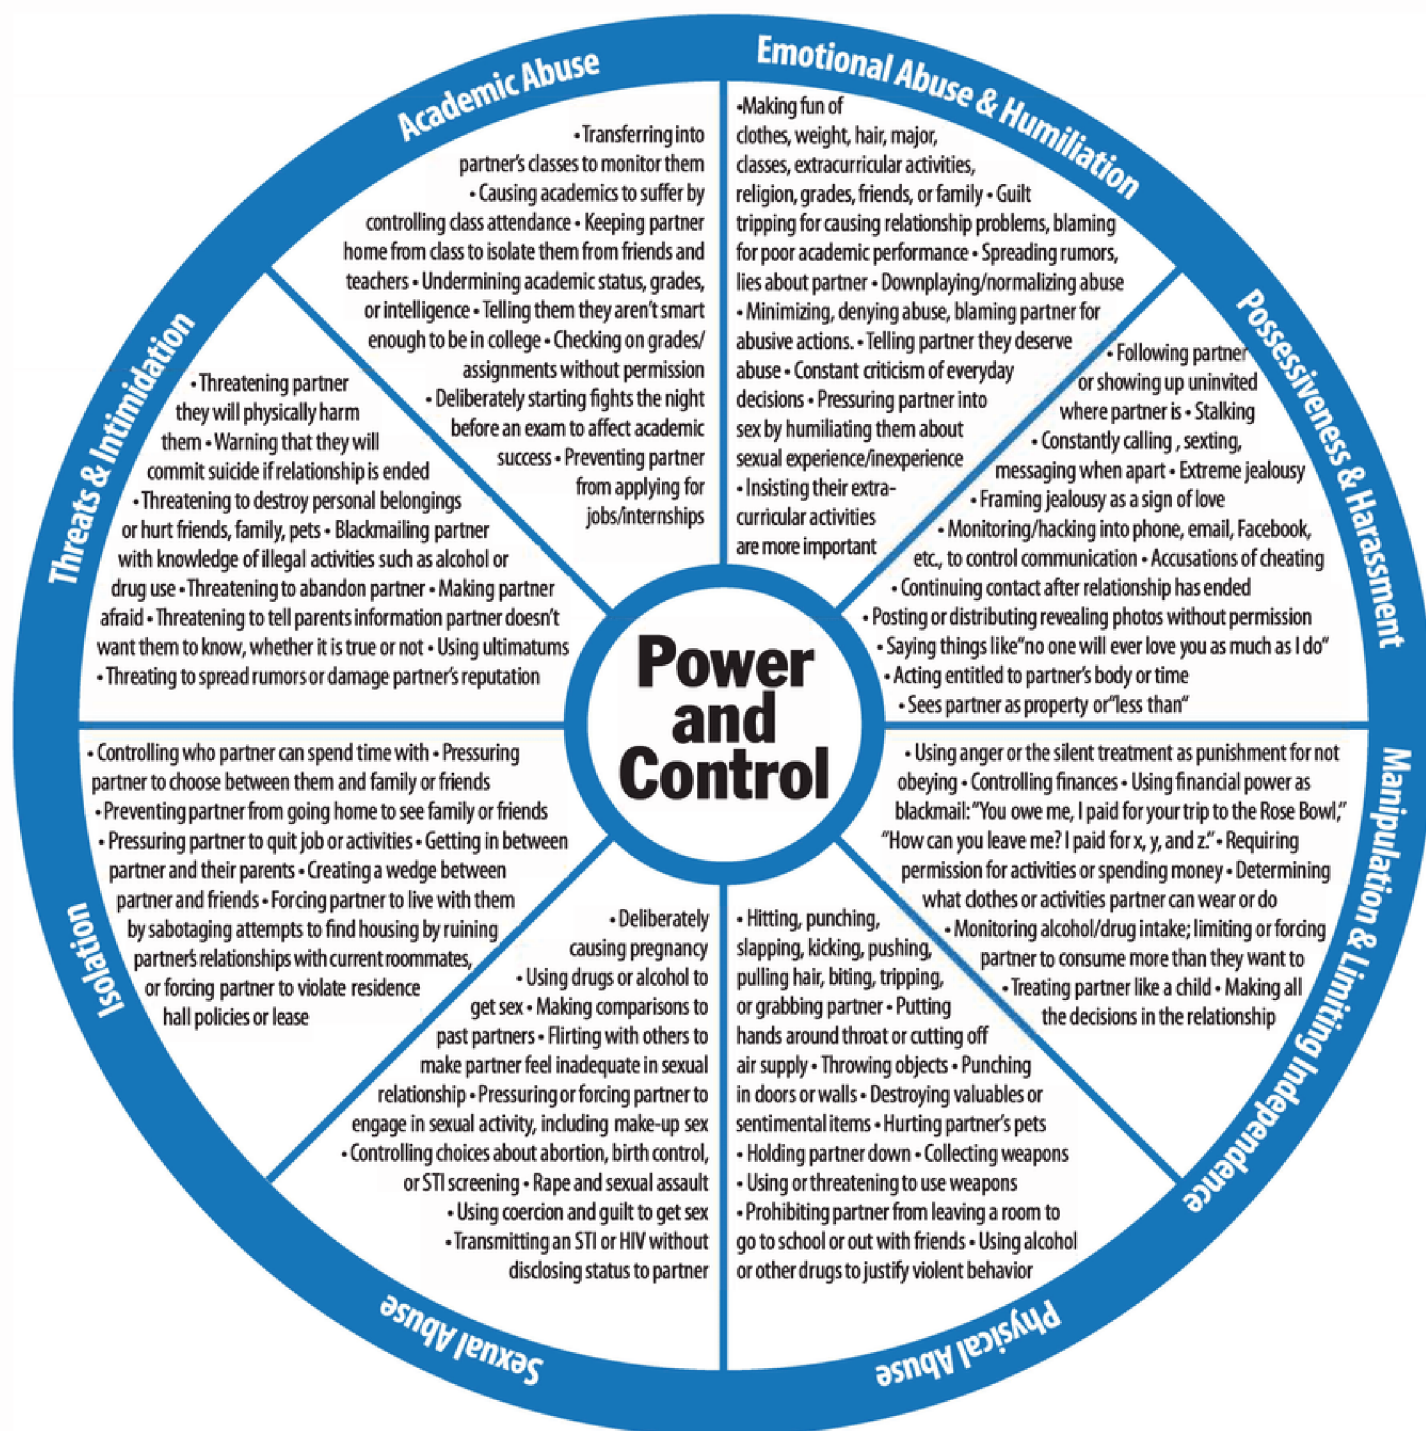 Academic Abuse
•Transferring into
partner's classes to monitor them
• Causing academics to suffer by
controlling class attendance • Keeping partner
home from class to isolate them from friends and
teachers • Undermining academic status, grades,
or intelligence • Telling them they aren't smart
enough to be in college • Checking on grades/
assignments without permission
• Deliberately starting fights the night
before an exam to affect academic
success • Preventing partner
from applying for
jobs/internships
Emotional Abuse & Humiliation
•Making fun of
clothes, weight, hair, major,
classes, extracurricular activities,
religion, grades, friends, or family • Guilt
tripping for causing relationship problems, blaming
for poor academic performance • Spreading rumors,
lies about partner • Downplaying/normalizing abuse
• Minimizing, denying abuse, blaming partner for
abusive actions. • Telling partner they deserve
abuse • Constant criticism of everyday
decisions • Pressuring partner into
sex by humiliating them about
sexual experience/inexperience
• Insisting their extra-
curricular activities
are more important
Possessiveness & Harassment
• Following partner
or showing up uninvited
where partner is • Stalking
• Constantly calling , sexting,
messaging when apart • Extreme jealousy
• Framing jealousy as a sign of love
• Monitoring/hacking into phone, email, Facebook,
etc., to control communication • Accusations of cheating
• Continuing contact after relationship has ended
• Posting or distributing revealing photos without permission
• Saying things like"no one will ever love you as much as I do"
• Acting entitled to partner's body or time
• Sees partner as property or"less than"
Manipulation & Limiting Independence
• Using anger or the silent treatment as punishment for not
obeying • Controlling finances • Using financial power as
blackmail: "You owe me, I paid for your trip to the Rose Bowl,"
"How can you leave me? I paid for x, y, and z." • Requiring
permission for activities or spending money • Determining
what clothes or activities partner can wear or do
• Monitoring alcohol/drug intake; limiting or forcing
partner to consume more than they want to
• Treating partner like a child • Making all
the decisions in the relationship
Physical Abuse
• Hitting, punching,
slapping, kicking, pushing,
pulling hair, biting, tripping,
or grabbing partner • Putting
hands around throat or cutting off
air supply • Throwing objects • Punching
in doors or walls • Destroying valuables or
sentimental items • Hurting partner's pets
• Holding partner down • Collecting weapons
• Using or threatening to use weapons
• Prohibiting partner from leaving a room to
go to school or out with friends • Using alcohol
or other drugs to justify violent behavior
Sexual Abuse
• Deliberately
causing pregnancy
• Using drugs or alcohol to
get sex • Making comparisons to
past partners • Flirting with others to
make partner feel inadequate in sexual
relationship • Pressuring or forcing partner to
engage in sexual activity, including make-up sex
• Controlling choices about abortion, birth control,
or STI screening • Rape and sexual assault
• Using coercion and guilt to get sex
• Transmitting an STI or HIV without
disclosing status to partner
Isolation
• Controlling who partner can spend time with • Pressuring
partner to choose between them and family or friends
• Preventing partner from going home to see family or friends
• Pressuring partner to quit job or activities • Getting in between
partner and their parents • Creating a wedge between
partner and friends • Forcing partner to live with them
by sabotaging attempts to find housing by ruining
partner's relationships with current roommates,
or forcing partner to violate residence
hall policies or lease
Threats & Intimidation
• Threatening partner
they will physically harm
them • Warning that they will
commit suicide if relationship is ended
• Threatening to destroy personal belongings
or hurt friends, family, pets • Blackmailing partner
with knowledge of illegal activities such as alcohol or
drug use • Threatening to abandon partner • Making partner
afraid • Threatening to tell parents information partner doesn't
want them to know, whether it is true or not • Using ultimatums
• Threating to spread rumors or damage partner's reputation
Power
and
Control